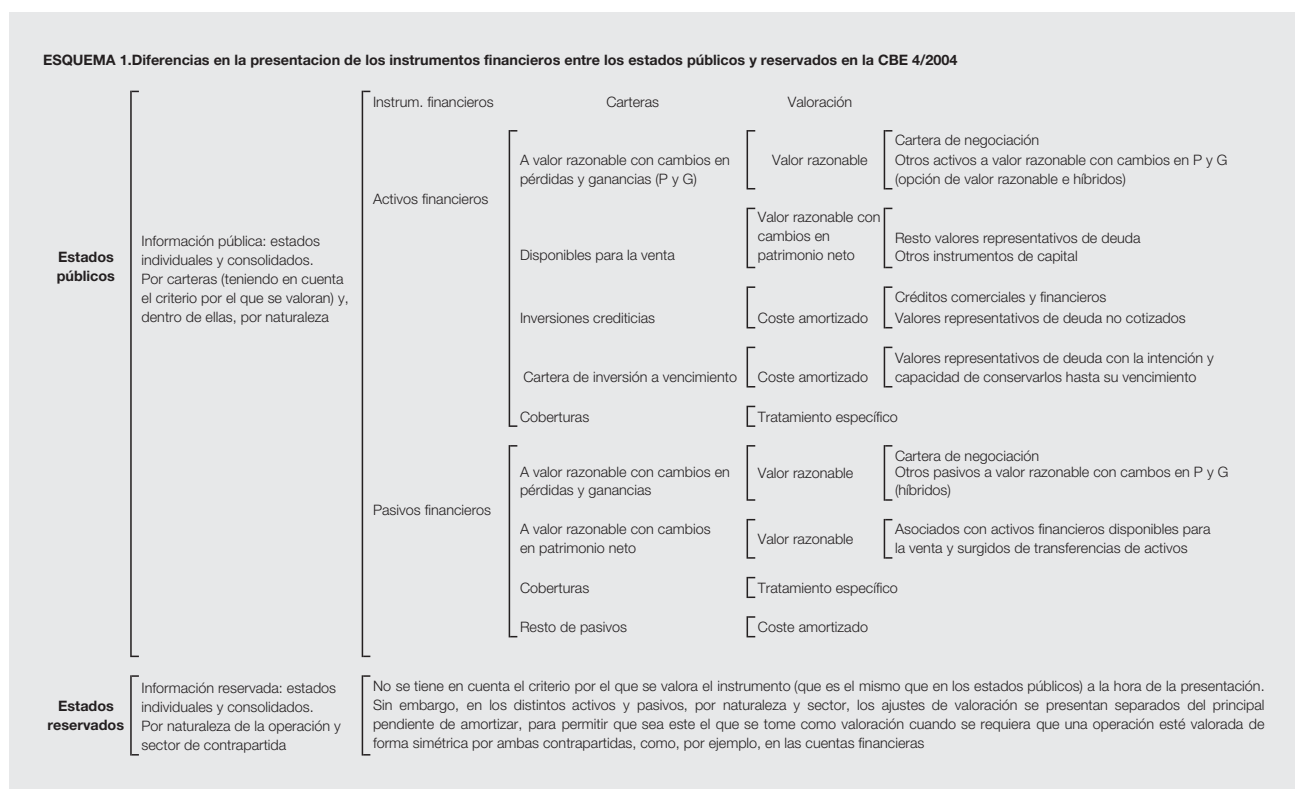 ESQUEMA 1.Diferencias en la presentacion de los instrumentos financieros entre los estados públicos y reservados en la CBE 4/2004
Instrum. financieros
Carteras
Valoración
Estados
públicos
Información pública: estados
individuales y consolidados.
Por carteras (teniendo en cuenta
el criterio por el que se valoran) y,
dentro de ellas, por naturaleza
Activos financieros
A valor razonable con cambios en
pérdidas y ganancias (P y G)
Valor razonable
Cartera de negociación
Otros activos a valor razonable con cambios en P y G
(opción de valor razonable e híbridos)
Disponibles para la venta
Valor razonable con
cambios en
patrimonio neto
Resto valores representativos de deuda
Otros instrumentos de capital
Inversiones crediticias
Coste amortizado
Créditos comerciales y financieros
Valores representativos de deuda no cotizados
Cartera de inversión a vencimiento
Coste amortizado
Valores representativos de deuda con la intención y
capacidad de conservarlos hasta su vencimiento
Coberturas
Tratamiento específico
Pasivos financieros
A valor razonable con cambios en
pérdidas y ganancias
Valor razonable
Cartera de negociación
Otros pasivos a valor razonable con cambos en P y G
(híbridos)
A valor razonable con cambios
en patrimonio neto
Valor razonable
Asociados con activos financieros disponibles para
la venta y surgidos de transferencias de activos
Coberturas
Tratamiento específico
Resto de pasivos
Coste amortizado
Estados
reservados
Información reservada: estados
individuales y consolidados.
Por naturaleza de la operación y
sector de contrapartida
No se tiene en cuenta el criterio por el que se valora el instrumento (que es el mismo que en los estados públicos) a la hora de la presentación.
Sin embargo, en los distintos activos y pasivos, por naturaleza y sector, los ajustes de valoración se presentan separados del principal
pendiente de amortizar, para permitir que sea este el que se tome como valoración cuando se requiera que una operación esté valorada de
forma simétrica por ambas contrapartidas, como, por ejemplo, en las cuentas financieras